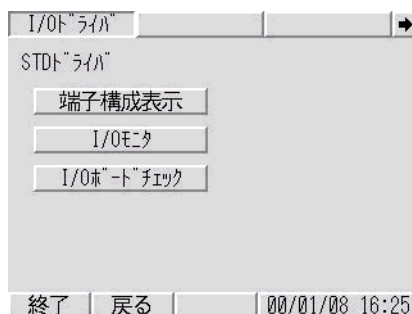 I/Oﾄﾞﾗｲﾊﾞ ➡
STDﾄﾞﾗｲﾊﾞ
端子構成表示
I/Oﾓﾆﾀ
I/Oﾎﾞｰﾄﾞﾁｪｯｸ
終了 戻る 00/01/08 16:25